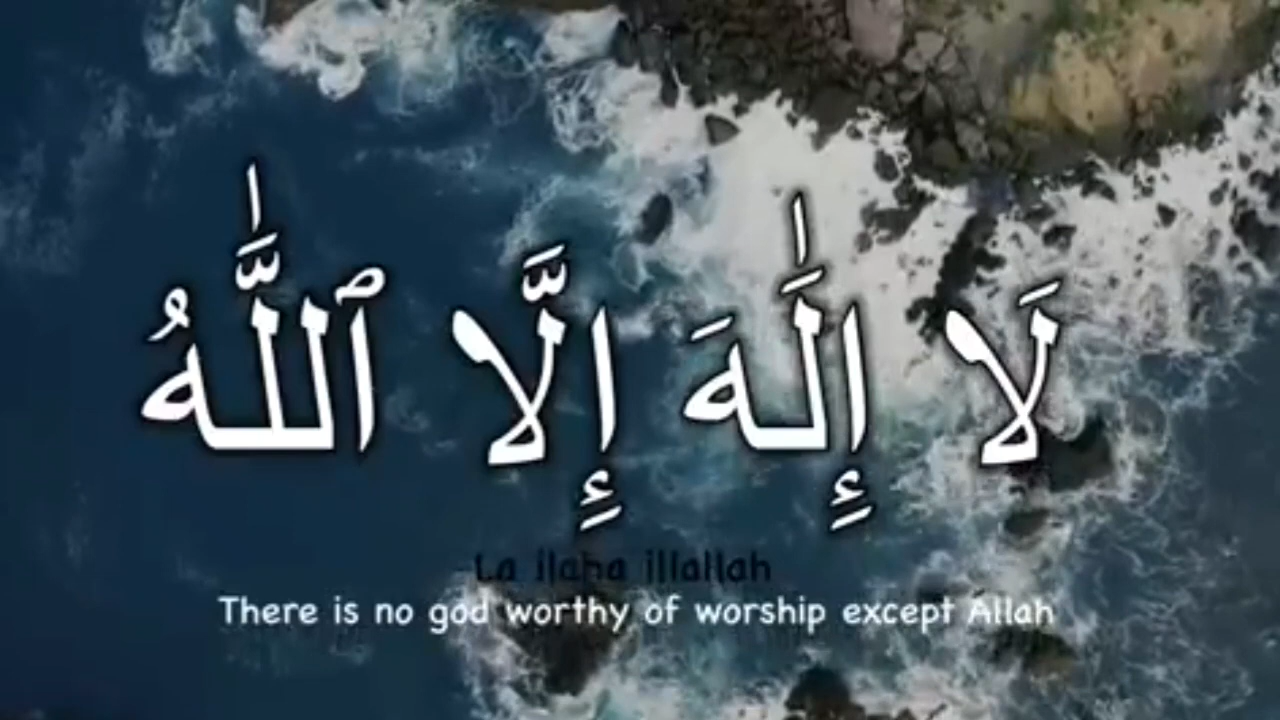 لَا إِلَٰهَ إِلَّا ٱللَّٰهُ
La ilaha illallah
There is no god worthy of worship except Allah